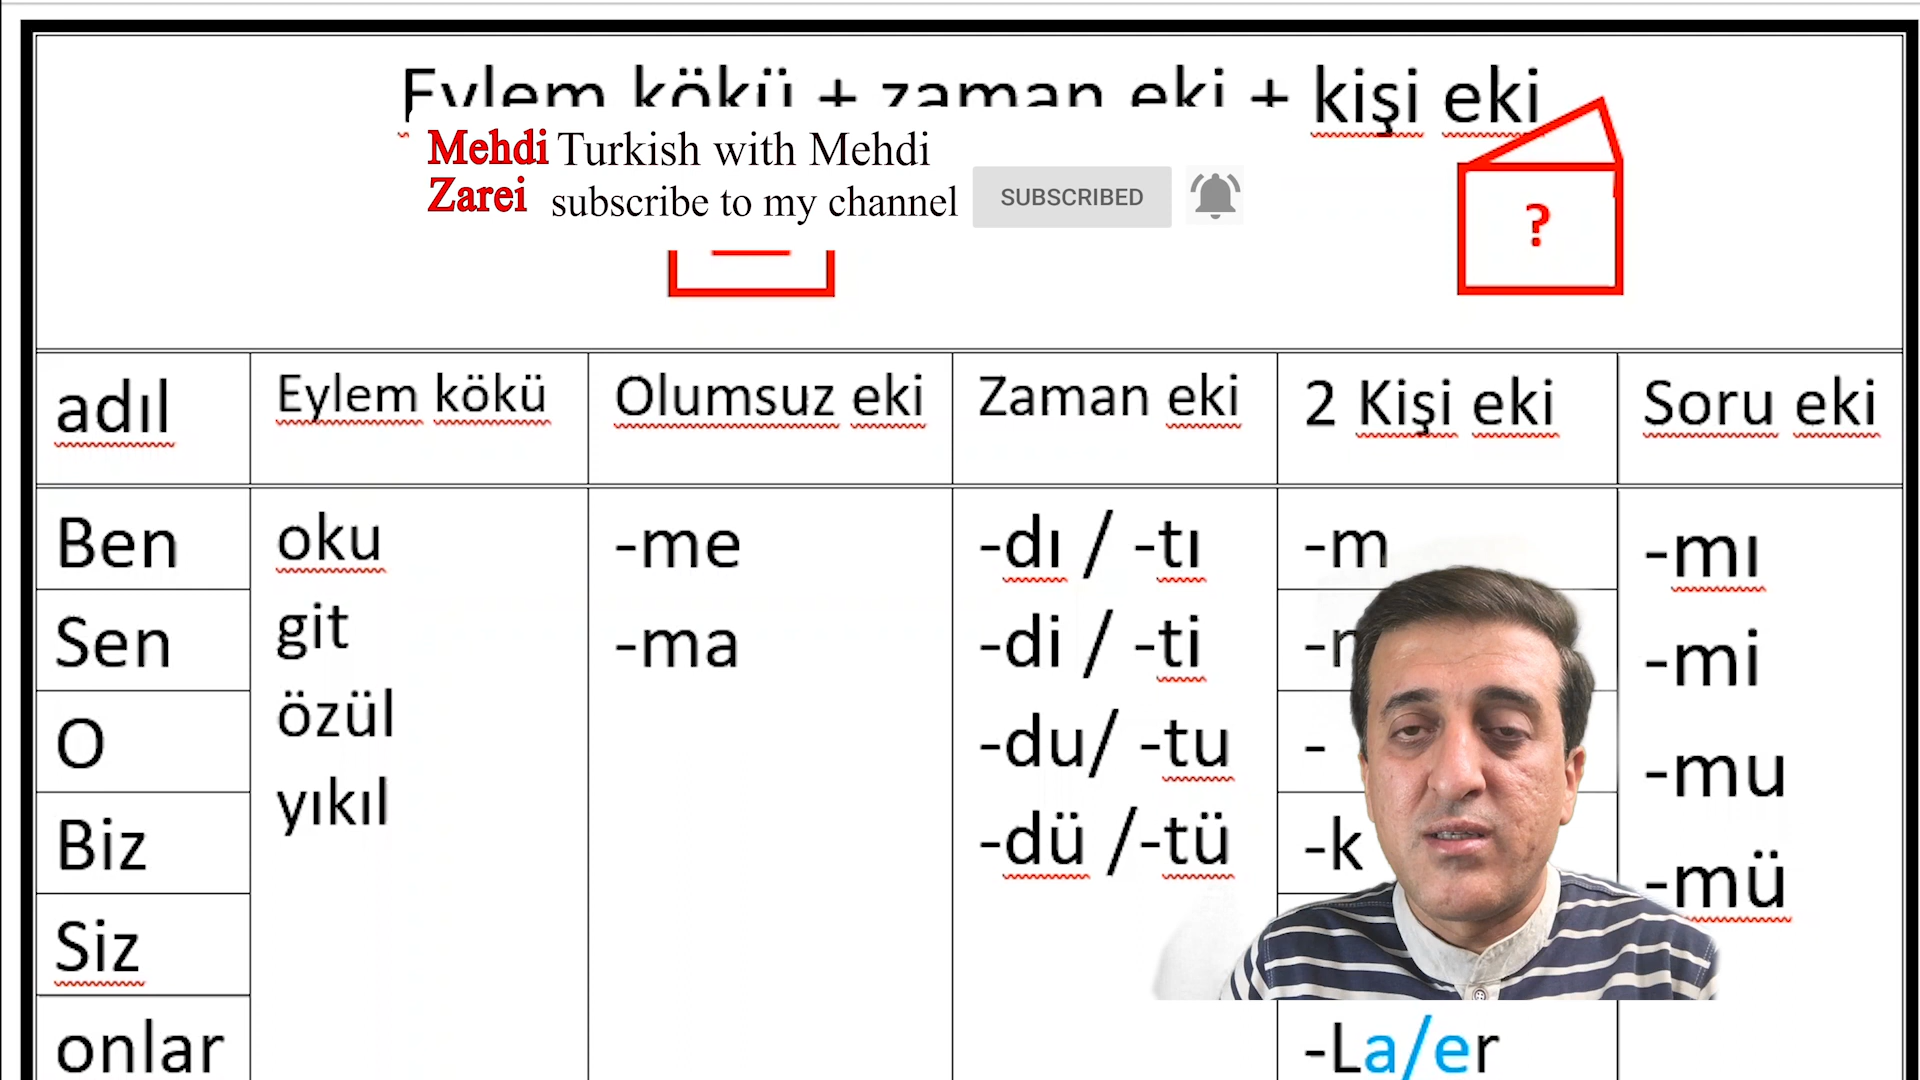 Eylem kökü + zaman eki + kişi eki
Mehdi Turkish with Mehdi
Zarei subscribe to my channel SUBSCRIBED
?
adıl Eylem kökü Olumsuz eki Zaman eki 2 Kişi eki Soru eki
Ben oku -me -dı / -tı -m -mı
Sen git -ma -di / -ti -mi
O özül -du/ -tu - -mu
Biz yıkıl -dü /-tü -k -mü
Siz
onlar -La/er